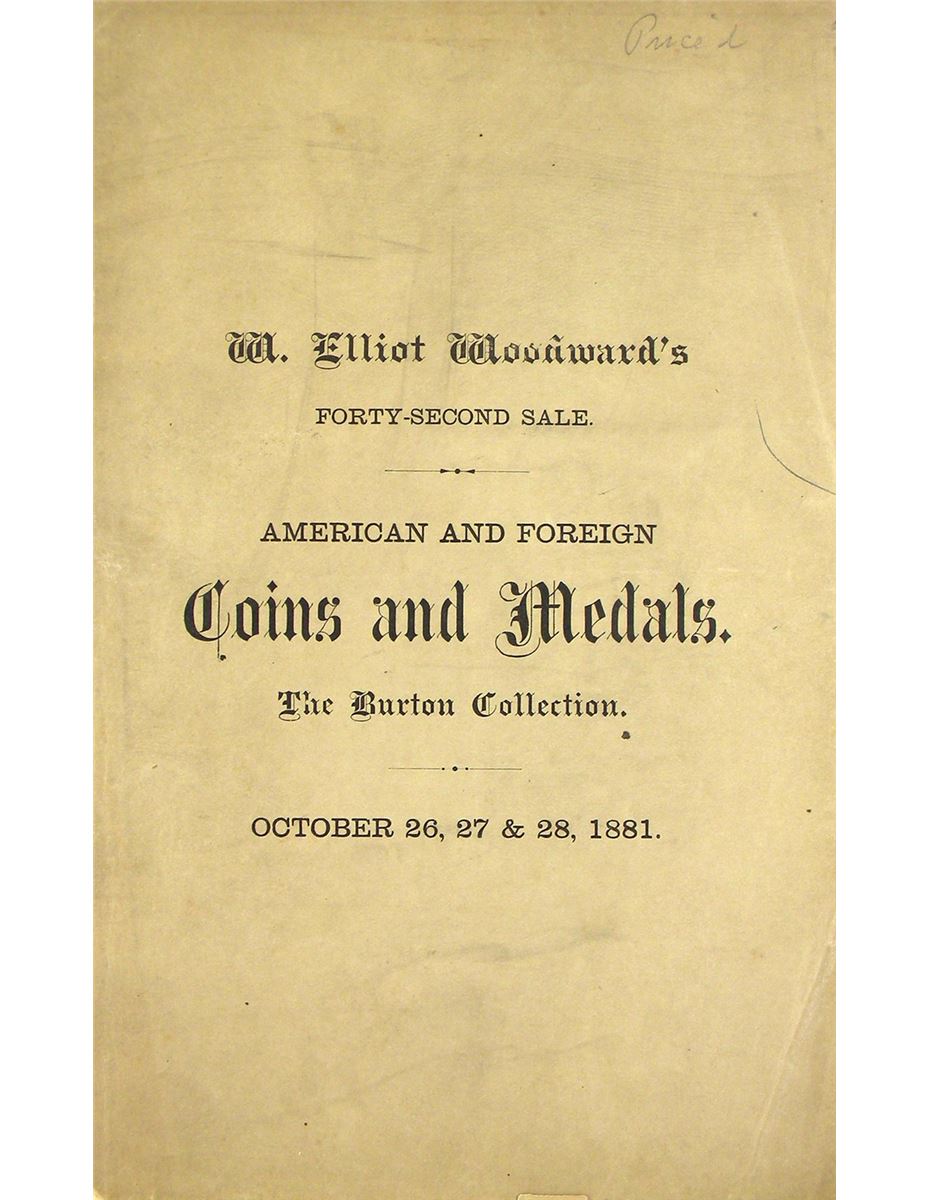 Price'd
W. Elliot Woodward's
FORTY-SECOND SALE.
AMERICAN AND FOREIGN
Coins and Medals.
The Burton Collection.
OCTOBER 26, 27 & 28, 1881.